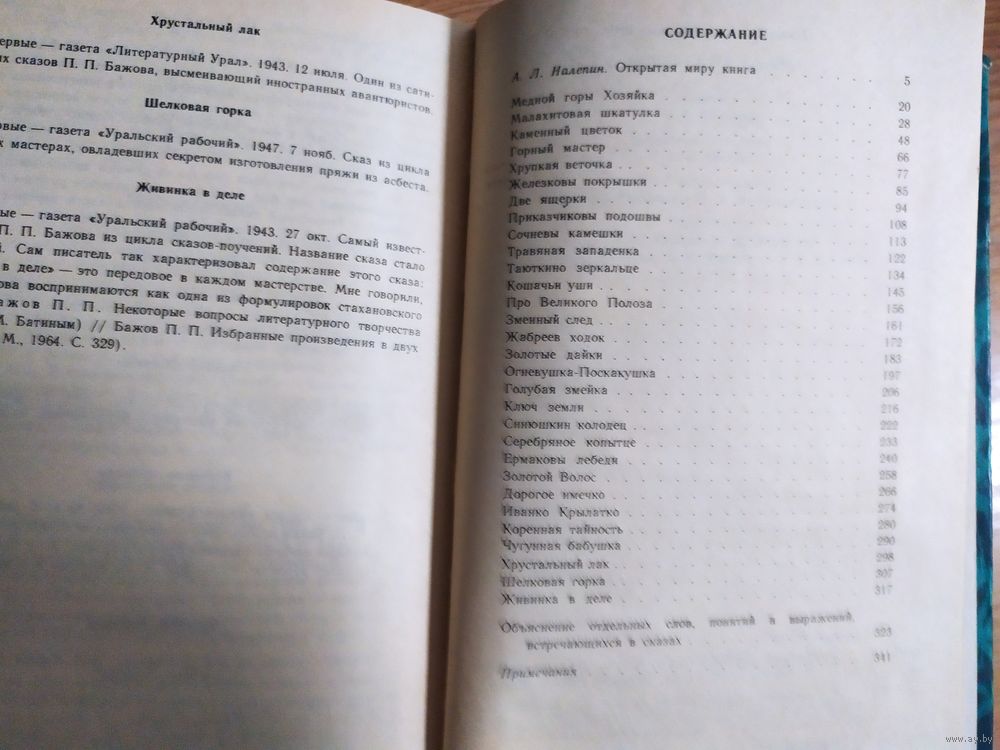 Хрустальный лак
ервые — газета «Литературный Урал». 1943. 12 июля. Один из сати-
их сказов П. П. Бажова, высмеивающий иностранных авантюристов.
Шелковая горка
рвые — газета «Уральский рабочий». 1947. 7 нояб. Сказ из цикла
х мастерах, овладевших секретом изготовления пряжи из асбеста.
Живинка в деле
ые — газета «Уральский рабочий». 1943. 27 окт. Самый извест-
П. П. Бажова из цикла сказов-поучений. Название сказа стало
й. Сам писатель так характеризовал содержание этого сказа:
в деле» — это передовое в каждом мастерстве. Мне говорили,
ова воспринимаются как одна из формулировок стахановского
ажов П. П. Некоторые вопросы литературного творчества
М. Батиным) // Бажов П. П. Избранные произведения в двух
М., 1964. С. 329).
СОДЕРЖАНИЕ
А. Л. Налепин. Открытая миру книга . . . . . . . . 5
Медной горы Хозяйка . . . . . . . . 20
Малахитовая шкатулка . . . . . . . . 28
Каменный цветок . . . . . . . . 48
Горный мастер . . . . . . . . 66
Хрупкая веточка . . . . . . . . 77
Железковы покрышки . . . . . . . . 85
Две ящерки . . . . . . . . 94
Приказчиковы подошвы . . . . . . . . 108
Сочневы камешки . . . . . . . . 113
Травяная западенка . . . . . . . . 122
Таюткино зеркальце . . . . . . . . 134
Кошачьи уши . . . . . . . . 145
Про Великого Полоза . . . . . . . . 156
Змеиный след . . . . . . . . 161
Жабреев ходок . . . . . . . . 172
Золотые дайки . . . . . . . . 183
Огневушка-Поскакушка . . . . . . . . 197
Голубая змейка . . . . . . . . 206
Ключ земли . . . . . . . . 216
Синюшкин колодец . . . . . . . . 222
Серебряное копытце . . . . . . . . 233
Ермаковы лебеди . . . . . . . . 240
Золотой Волос . . . . . . . . 258
Дорогое имечко . . . . . . . . 266
Иванко Крылатко . . . . . . . . 274
Коренная тайность . . . . . . . . 280
Чугунная бабушка . . . . . . . . 290
Хрустальный лак . . . . . . . . 298
Шелковая горка . . . . . . . . 307
Живинка в деле . . . . . . . . 317
Объяснение отдельных слов, понятий и выражений,
встречающихся в сказах . . . . . . . . 323
Примечания . . . . . . . . 341
www.ay.by